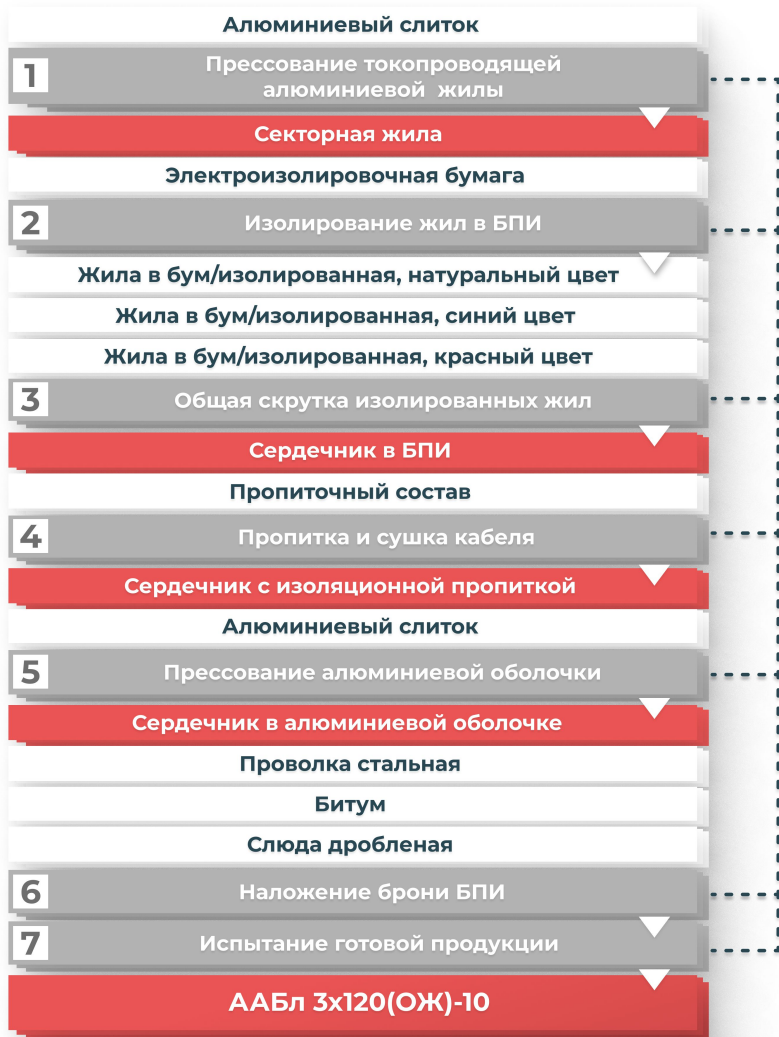 Алюминиевый слиток
1
Прессование токопроводящей
алюминиевой жилы
Секторная жила
Электроизолировочная бумага
2
Изолирование жил в БПИ
Жила в бум/изолированная, натуральный цвет
Жила в бум/изолированная, синий цвет
Жила в бум/изолированная, красный цвет
3
Общая скрутка изолированных жил
Сердечник в БПИ
Пропиточный состав
4
Пропитка и сушка кабеля
Сердечник с изоляционной пропиткой
Алюминиевый слиток
5
Прессование алюминиевой оболочки
Сердечник в алюминиевой оболочке
Проволка стальная
Битум
Слюда дробленая
6
Наложение брони БПИ
7
Испытание готовой продукции
ААБл 3х120(ОЖ)-10